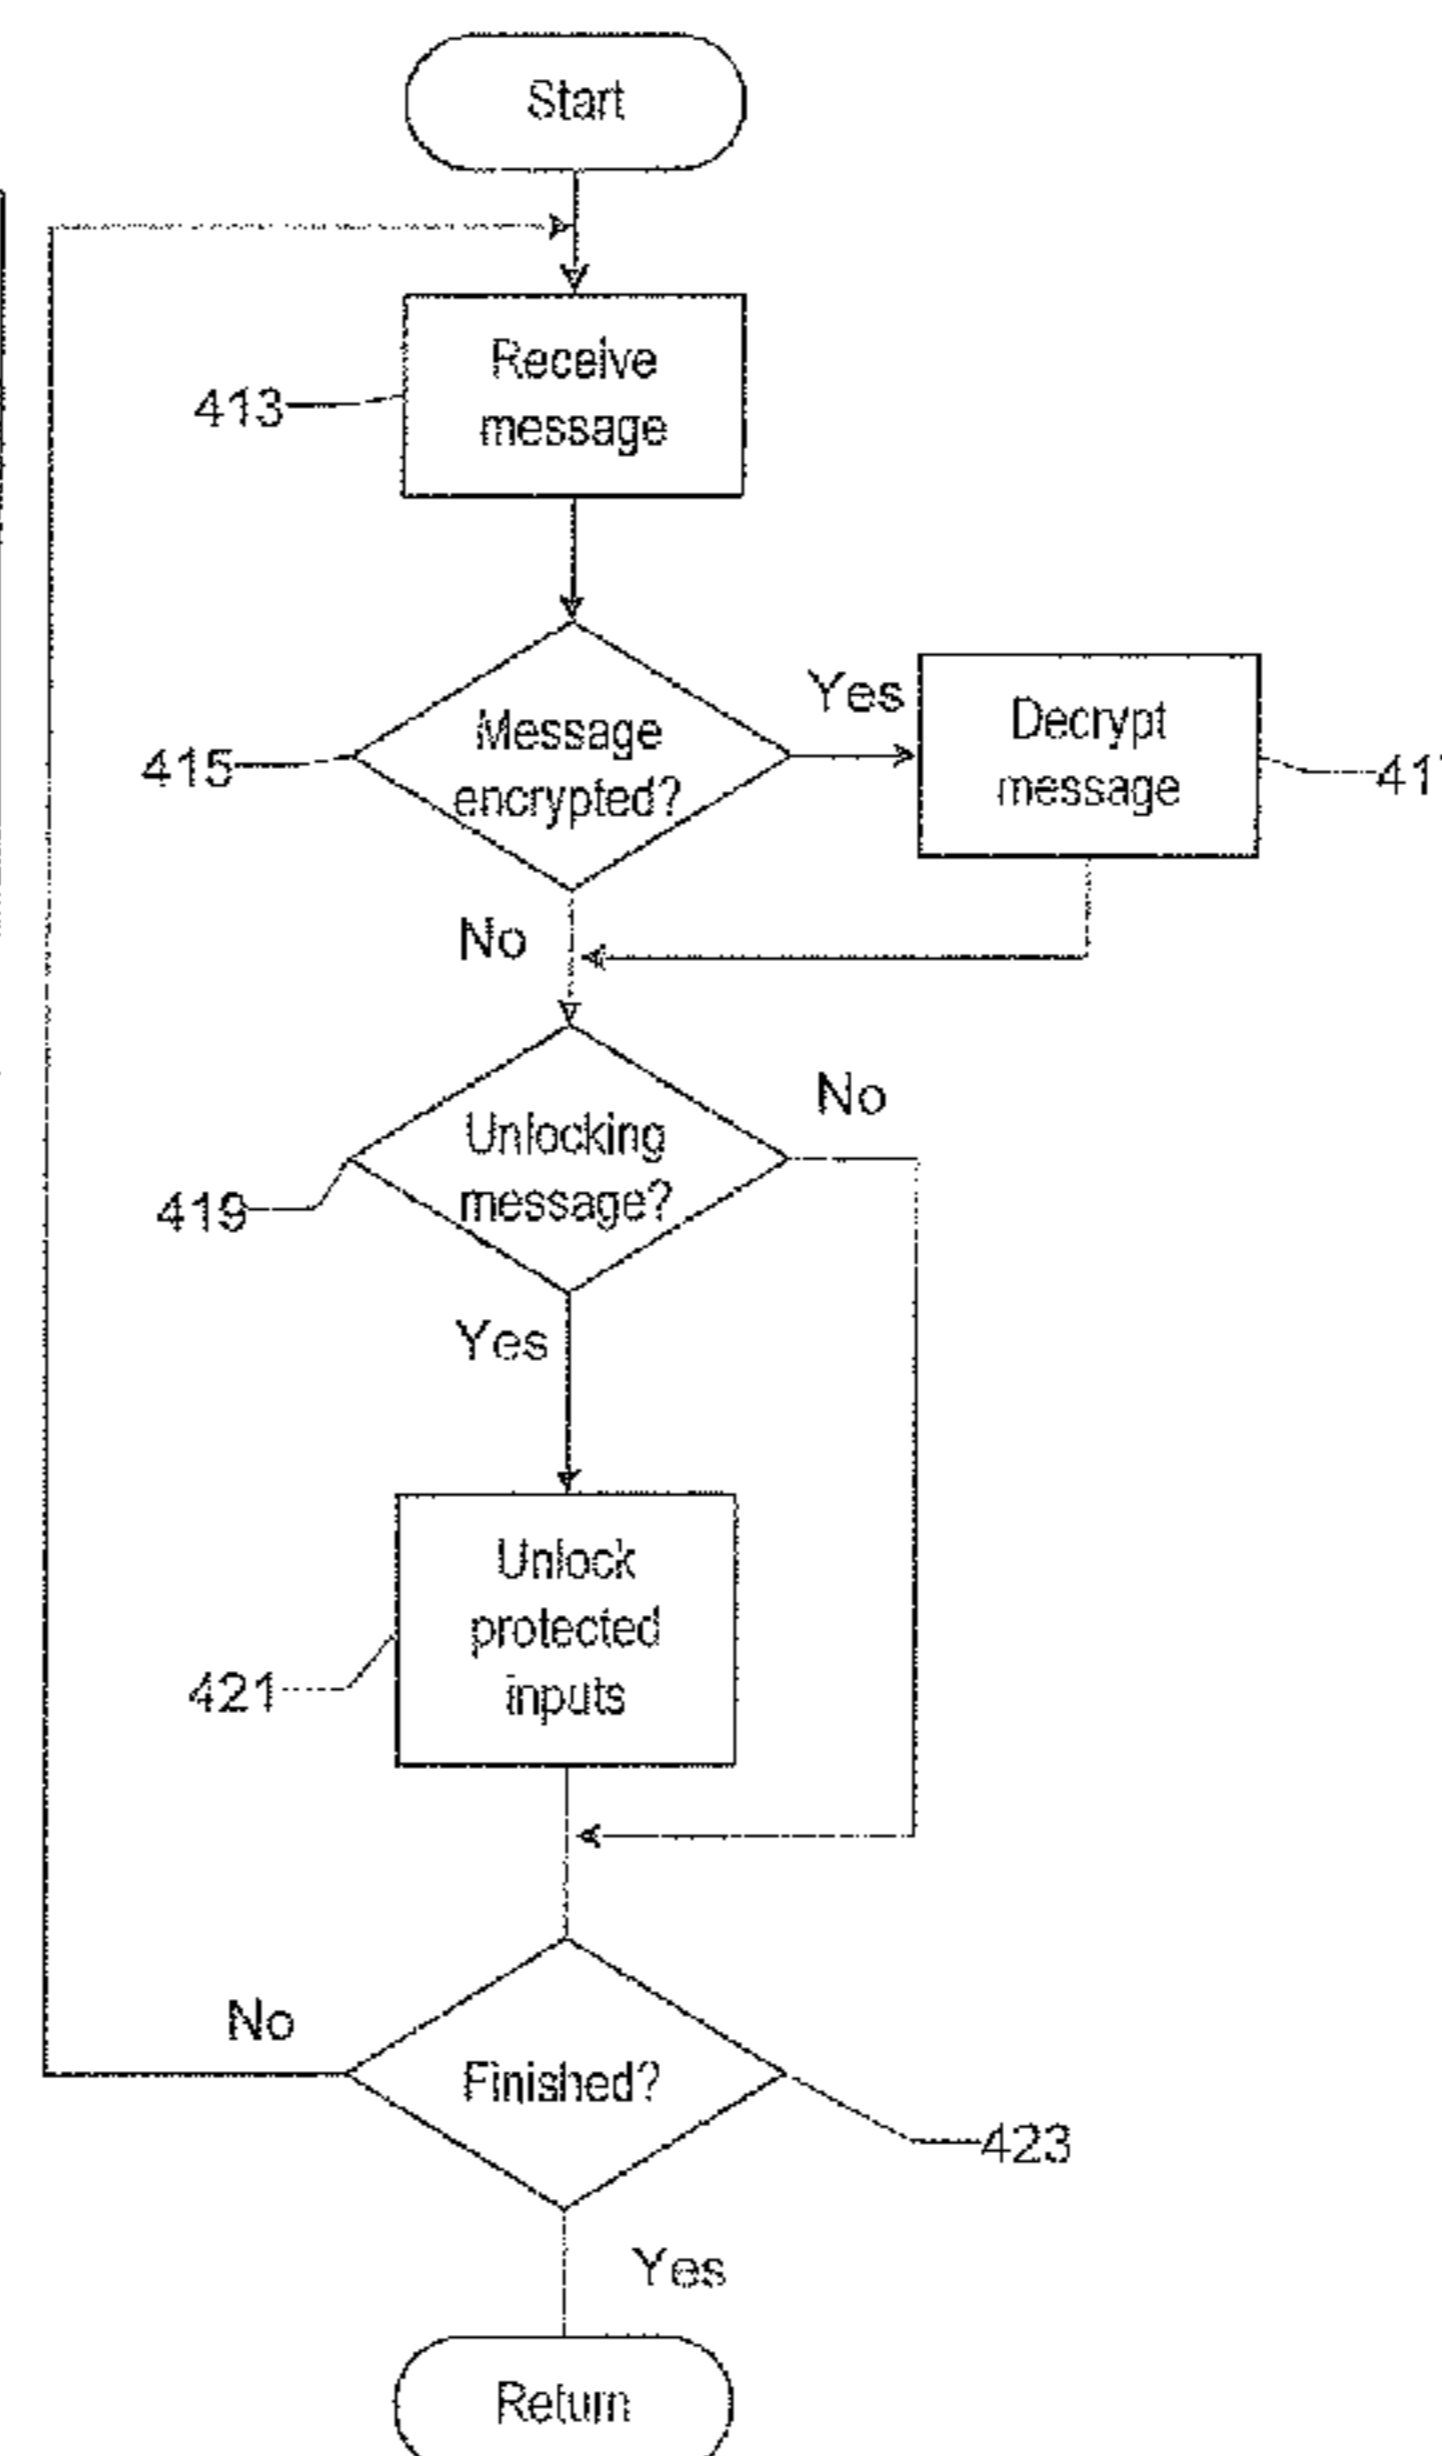 Start
Receive
message
413
Message
encrypted?
415
Yes
Decrypt
message
No
Unlocking
message?
419
No
Yes
Unlock
protected
inputs
421
Finished?
No
423
Yes
Return